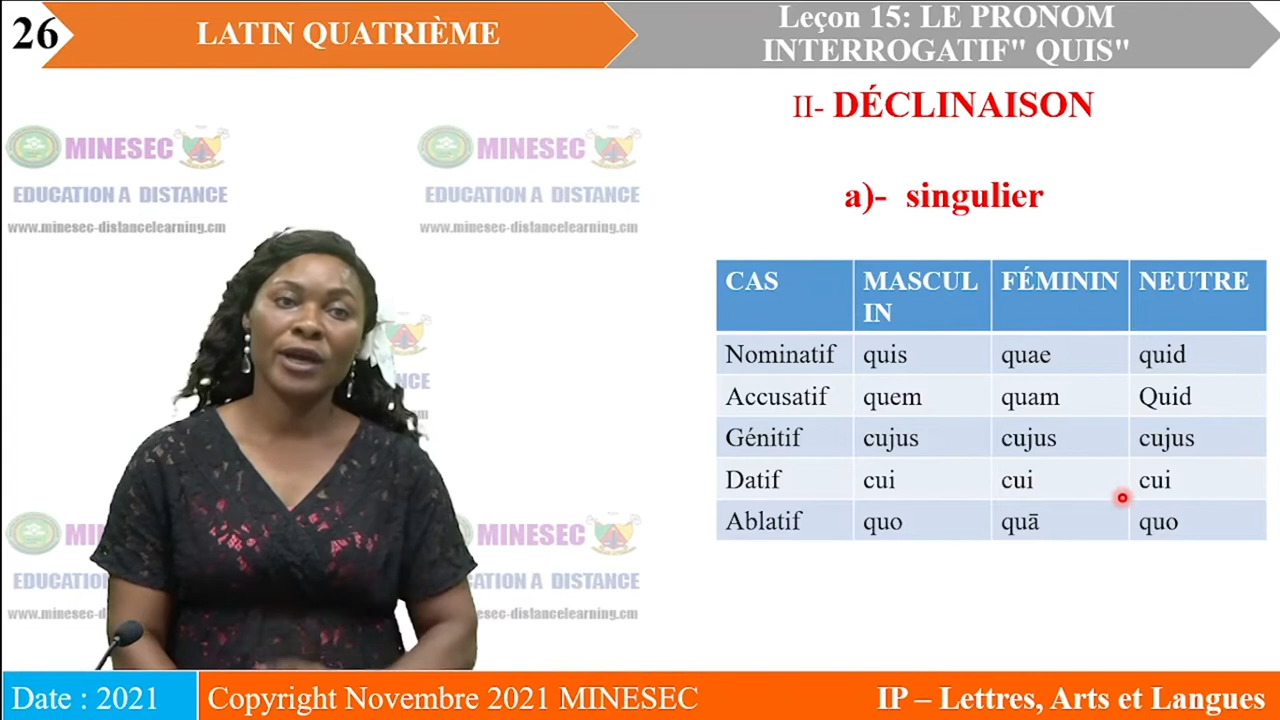 26
LATIN QUATRIÈME
Leçon 15: LE PRONOM
INTERROGATIF" QUIS"
II- DÉCLINAISON
MINESEC
MINESEC
EDUCATION A DISTANCE
EDUCATION A DISTANCE
www.minesec-distancelearning.cm
www.minesec-distancelearning.cm
a)- singulier
CAS MASCUL FÉMININ NEUTRE
IN
Nominatif quis quae quid
Accusatif quem quam Quid
Génitif cujus cujus cujus
Datif cui cui cui
Ablatif quo quā quo
NCE
MINESEC
EDUCATION
CATION A DISTANCE
www.minesec-d
esec-distancelearning.cm
Date : 2021
Copyright Novembre 2021 MINESEC
IP – Lettres, Arts et Langues